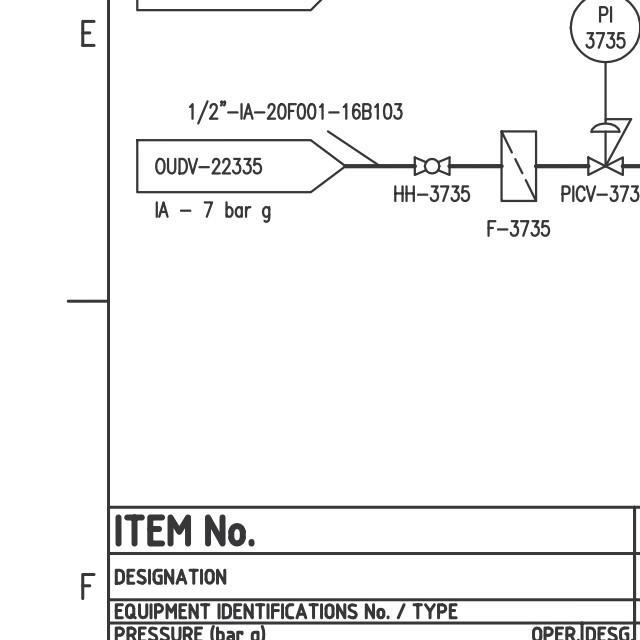 E
PI
3735
1/2"-IA-20F001-16B103
OUDV-22335
IA - 7 bar g
HH-3735
PICV-373
F-3735
ITEM No.
F
DESIGNATION
EQUIPMENT IDENTIFICATIONS No. / TYPE
PRESSURE (bar g)
OPER. DESG.